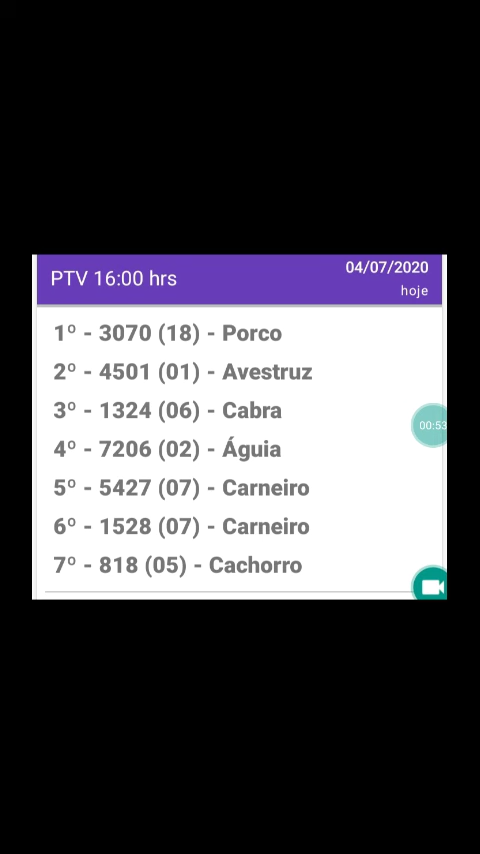 PTV 16:00 hrs
04/07/2020
hoje
1º - 3070 (18) - Porco
2º - 4501 (01) - Avestruz
3º - 1324 (06) - Cabra
4º - 7206 (02) - Águia
5º - 5427 (07) - Carneiro
6º - 1528 (07) - Carneiro
7º - 818 (05) - Cachorro
00:53